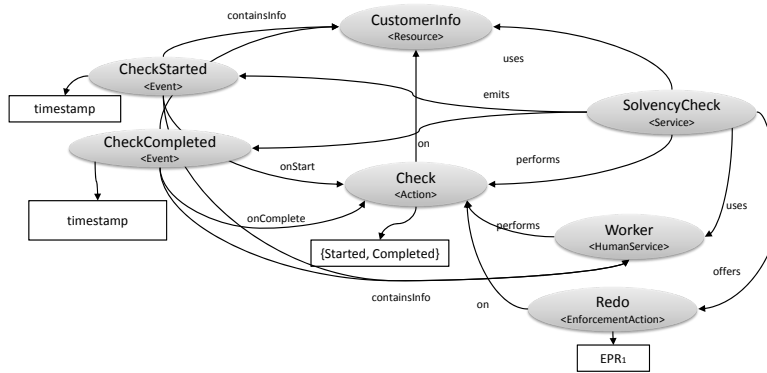 containsInfo
CustomerInfo
<Resource>
uses
CheckStarted
<Event>
timestamp
emits
SolvencyCheck
<Service>
CheckCompleted
<Event>
on
onStart
performs
Check
<Action>
timestamp
onComplete
uses
performs
Worker
<HumanService>
{Started, Completed}
offers
containsInfo
on
Redo
<EnforcementAction>
EPR1